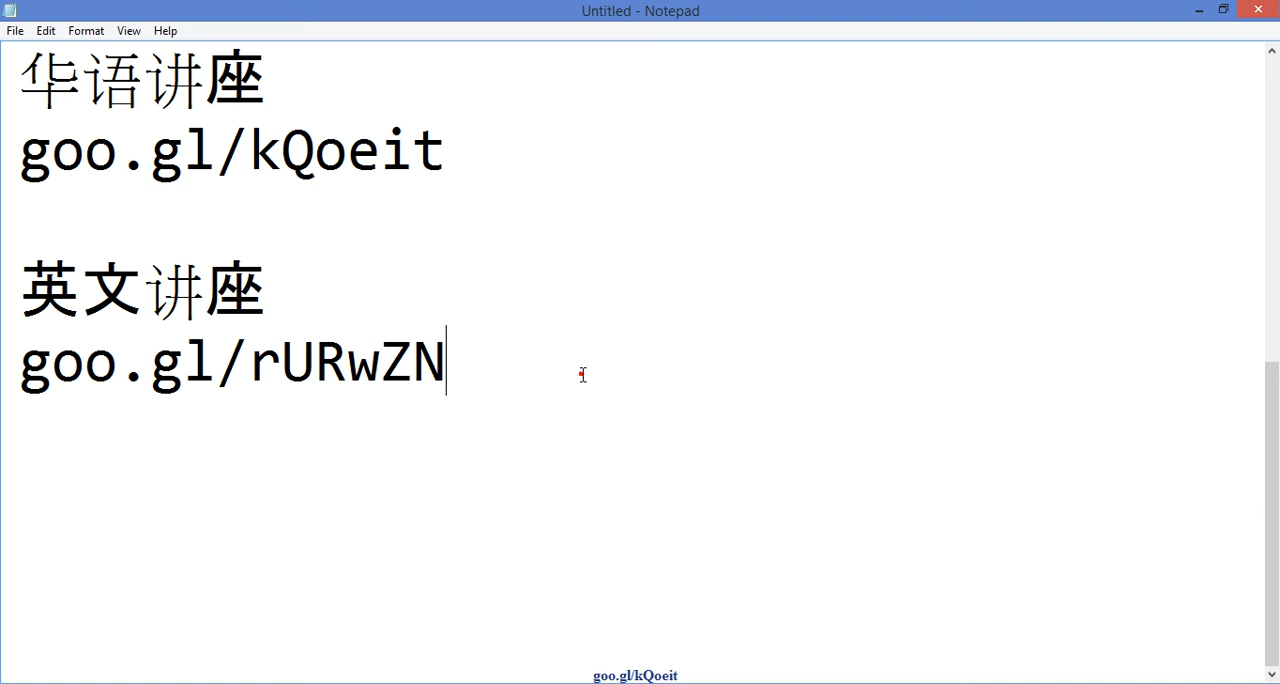 Untitled - Notepad
File Edit Format View Help
华语讲座
goo.gl/kQoeit
英文讲座
goo.gl/rURwZN
goo.gl/kQoeit